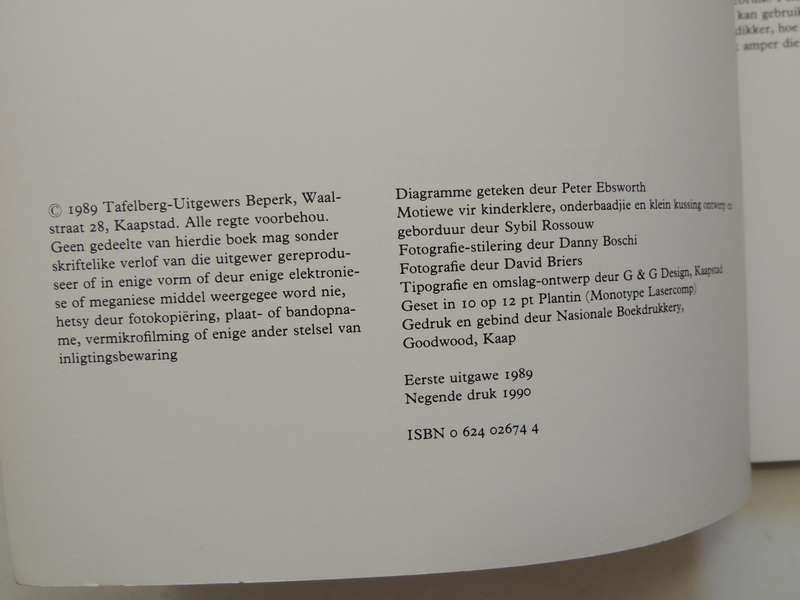 © 1989 Tafelberg-Uitgewers Beperk, Waal-
straat 28, Kaapstad. Alle regte voorbehou.
Geen gedeelte van hierdie boek mag sonder
skriftelike verlof van die uitgewer gereprodu-
seer of in enige vorm of deur enige elektronie-
se of meganiese middel weergegee word nie,
hetsy deur fotokopiëring, plaat- of bandopna-
me, vermikrofilming of enige ander stelsel van
inligtingsbewaring
Diagramme geteken deur Peter Ebsworth
Motiewe vir kinderklere, onderbaadjie en klein kussing ontwerp en
geborduur deur Sybil Rossouw
Fotografie-stilering deur Danny Boschi
Fotografie deur David Briers
Tipografie en omslag-ontwerp deur G & G Design, Kaapstad
Geset in 10 op 12 pt Plantin (Monotype Lasercomp)
Gedruk en gebind deur Nasionale Boekdrukkery,
Goodwood, Kaap
Eerste uitgawe 1989
Negende druk 1990
ISBN 0 624 02674 4
kan gebruik
dikker, hoe
amper die